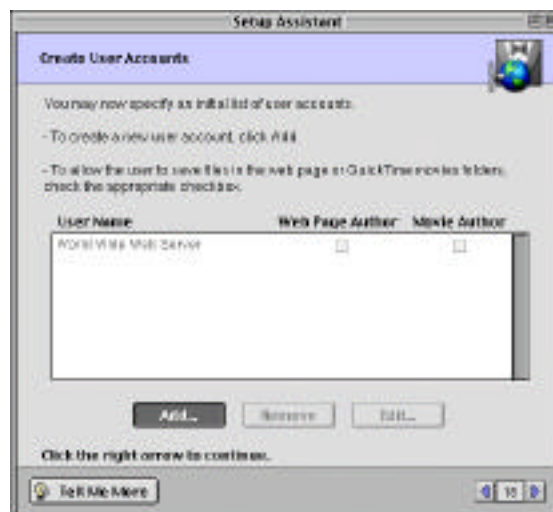 Setup Assistant
Create User Accounts
You may now specify an initial list of user accounts.
- To create a new user account, click Add.
- To allow the user to save files in the web page or QuickTime movies folders,
check the appropriate checkbox.
User Name Web Page Author Movie Author
World Wide Web Server
Add... Remove Edit...
Click the right arrow to continue.
Tell Me More